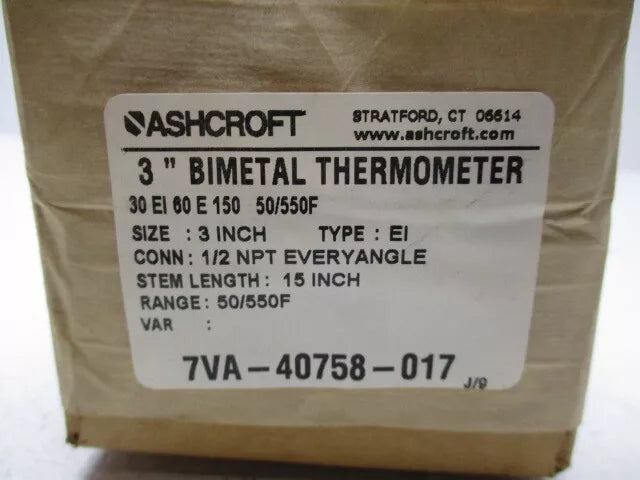 ASHCROFT
STRATFORD, CT 06614
www.ashcroft.com
3 " BIMETAL THERMOMETER
30 EI 60 E 150 50/550F
SIZE : 3 INCH TYPE : EI
CONN : 1/2 NPT EVERYANGLE
STEM LENGTH : 15 INCH
RANGE : 50/550F
VAR :
7VA-40758-017
J/9